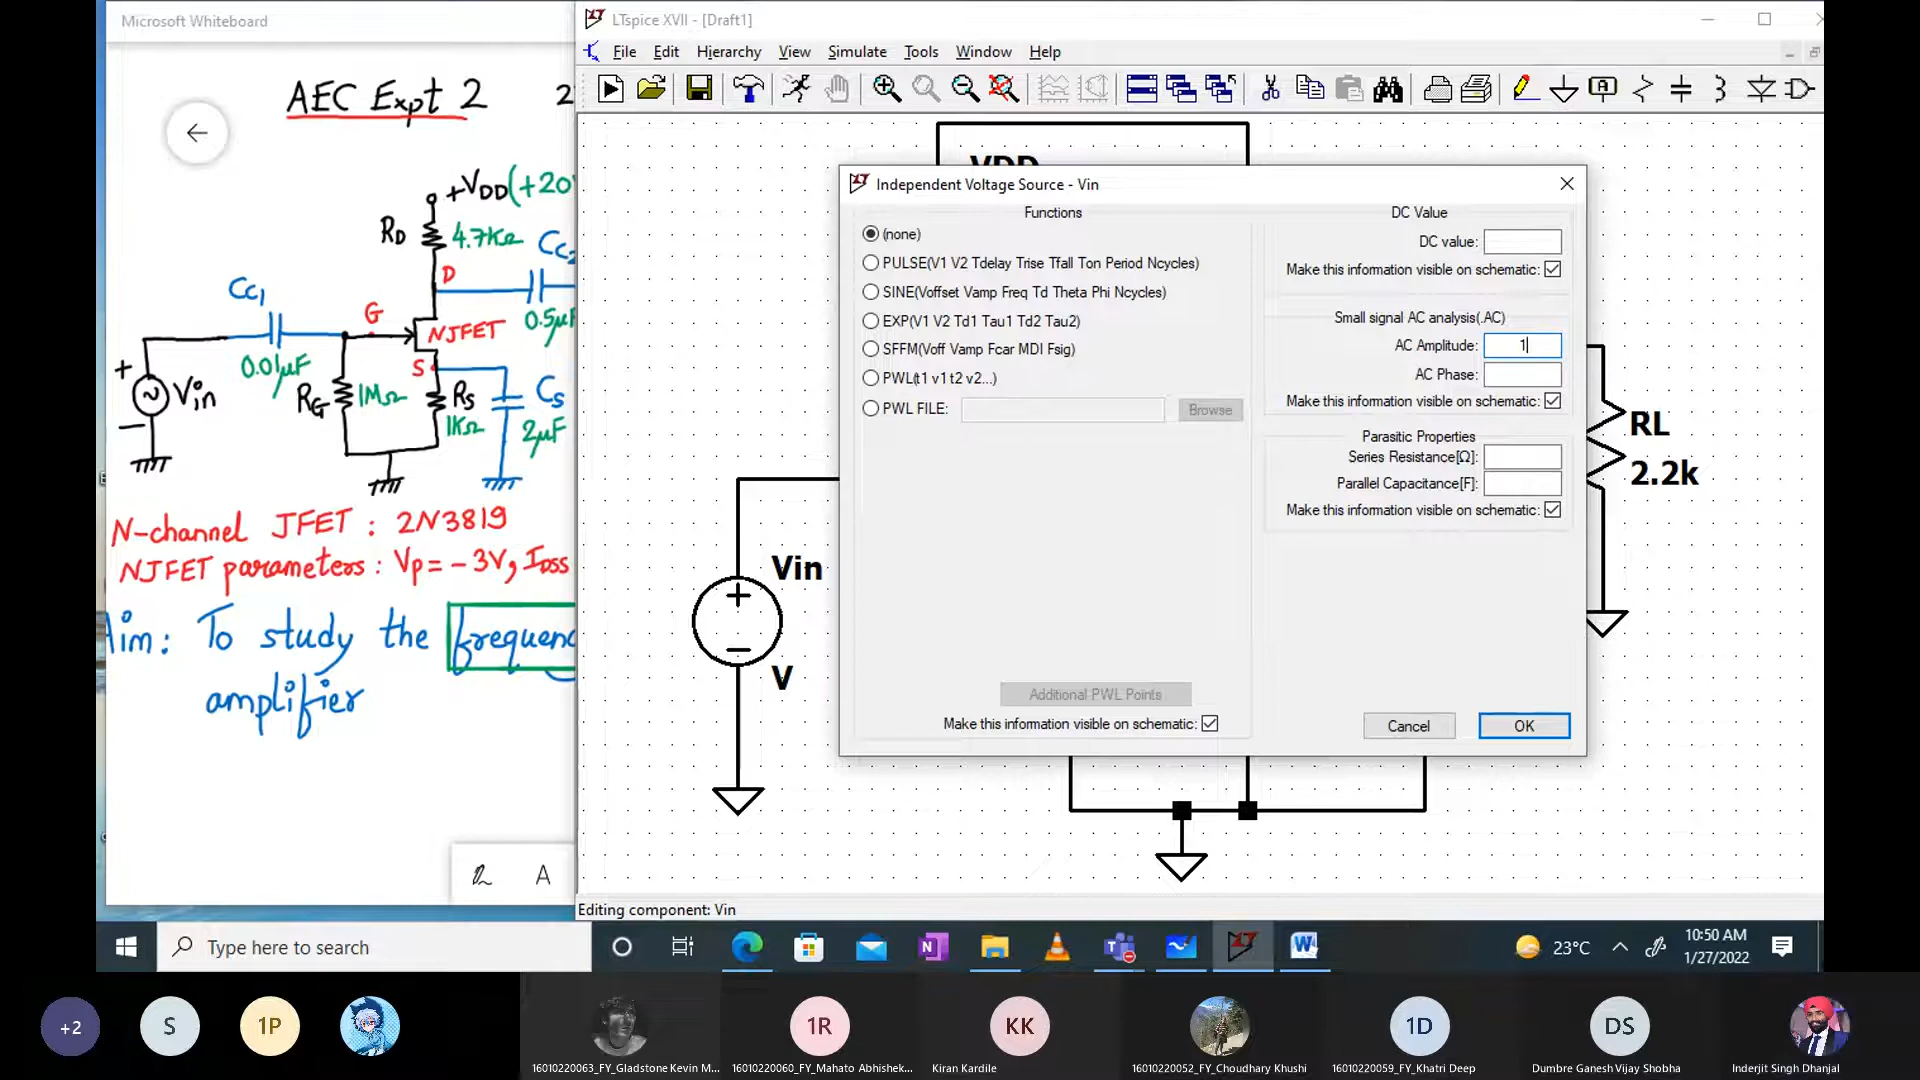 Microsoft Whiteboard
AEC Expt 2
2
+VDD(+20
RD
4.7KΩ
CC2
D
CC1
G
NJFET
0.5μF
S
+
Vin
0.01μF
RG
1MΩ
RS
1KΩ
CS
2μF
N-channel JFET : 2N3819
NJFET parameters : Vp = -3V, IDSS
Aim: To study the frequenc
amplifier
A
LTspice XVII - [Draft1]
File Edit Hierarchy View Simulate Tools Window Help
VDD
Independent Voltage Source - Vin
Functions
(none)
PULSE(V1 V2 Tdelay Trise Tfall Ton Period Ncycles)
SINE(Voffset Vamp Freq Td Theta Phi Ncycles)
EXP(V1 V2 Td1 Tau1 Td2 Tau2)
SFFM(Voff Vamp Fcar MDI Fsig)
PWL(t1 v1 t2 v2...)
PWL FILE:
Browse
Additional PWL Points
Make this information visible on schematic:
DC Value
DC value:
Make this information visible on schematic:
Small signal AC analysis(.AC)
AC Amplitude: 1
AC Phase:
Make this information visible on schematic:
Parasitic Properties
Series Resistance[Ω]:
Parallel Capacitance[F]:
Make this information visible on schematic:
Cancel
OK
Vin
V
RL
2.2k
Editing component: Vin
Type here to search
23°C
10:50 AM
1/27/2022
+2
S
1P
1R
KK
1D
DS
16010220063_FY_Gladstone Kevin M...
16010220060_FY_Mahato Abhishek...
Kiran Kardile
16010220052_FY_Choudhary Khushi
16010220059_FY_Khatri Deep
Dumbre Ganesh Vijay Shobha
Inderjit Singh Dhanjal